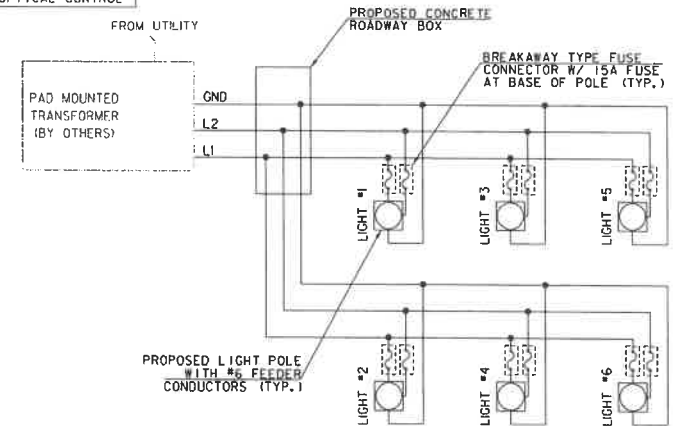 FROM UTILITY
PROPOSED CONCRETE
ROADWAY BOX
BREAKAWAY TYPE FUSE
CONNECTOR W/ 15A FUSE
AT BASE OF POLE (TYP.)
PAD MOUNTED
TRANSFORMER
(BY OTHERS)
GND
L2
L1
LIGHT #1
LIGHT #3
LIGHT #5
PROPOSED LIGHT POLE
WITH #6 FEEDER
CONDUCTORS (TYP.)
LIGHT #2
LIGHT #4
LIGHT #6